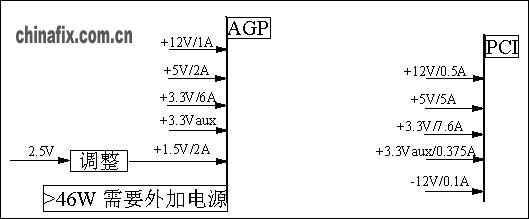 chinafix.com.cn
AGP
+12V/1A
+5V/2A
+3.3V/6A
+3.3Vaux
2.5V
调整
+1.5V/2A
>46W 需要外加电源
PCI
+12V/0.5A
+5V/5A
+3.3V/7.6A
+3.3Vaux/0.375A
-12V/0.1A